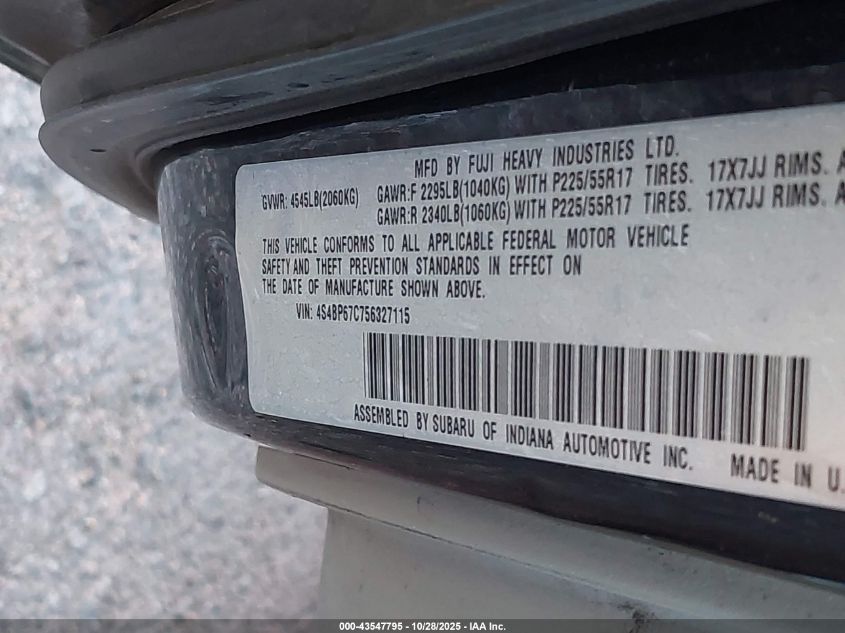 MFD BY FUJI HEAVY INDUSTRIES LTD.
GVWR: 4545LB(2060KG) GAWR:F 2295LB(1040KG) WITH P225/55R17 TIRES. 17X7JJ RIMS. A
GAWR:R 2340LB(1060KG) WITH P225/55R17 TIRES. 17X7JJ RIMS. A
THIS VEHICLE CONFORMS TO ALL APPLICABLE FEDERAL MOTOR VEHICLE
SAFETY AND THEFT PREVENTION STANDARDS IN EFFECT ON
THE DATE OF MANUFACTURE SHOWN ABOVE.
VIN: 4S4BP67C756327115
ASSEMBLED BY SUBARU OF INDIANA AUTOMOTIVE INC. MADE IN U.
000-43547795 - 10/28/2025 - IAA Inc.